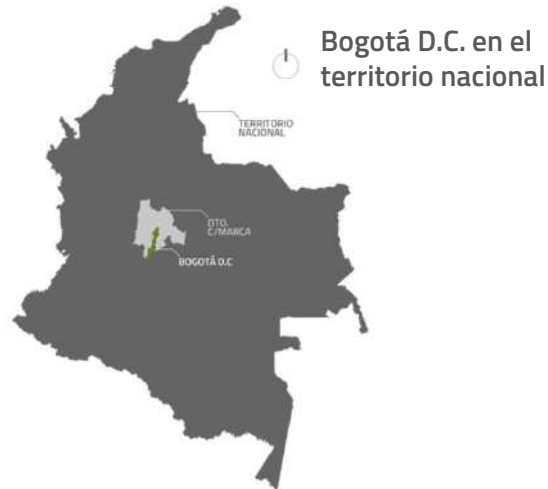 Bogotá D.C. en el
territorio nacional
TERRITORIO
NACIONAL
DTO.
C/MARCA
BOGOTÁ D.C